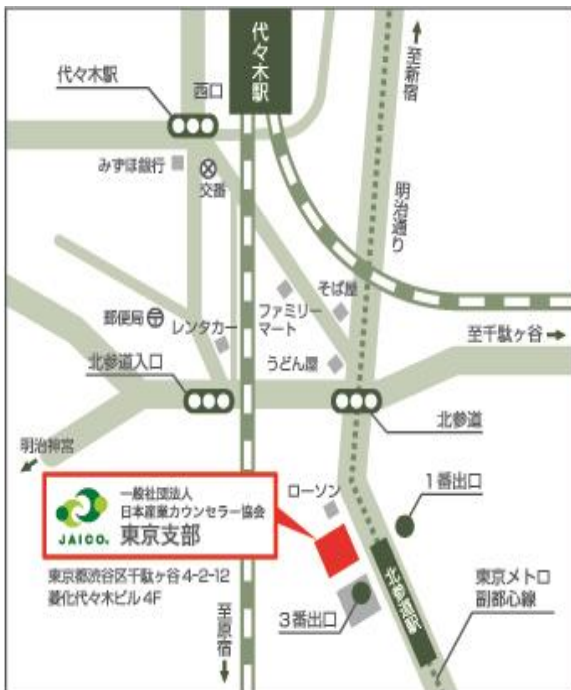 代々木駅
代々木駅
西口
至新宿
みずほ銀行
交番
明治通り
そば屋
ファミリー
マート
郵便局
レンタカー
至千駄ヶ谷
うどん屋
北参道入口
北参道
明治神宮
ローソン
1番出口
一般社団法人
日本産業カウンセラー協会
東京支部
JAICO.
東京都渋谷区千駄ヶ谷4-2-12
菱化代々木ビル4F
至原宿
3番出口
北参道駅
東京メトロ
副都心線